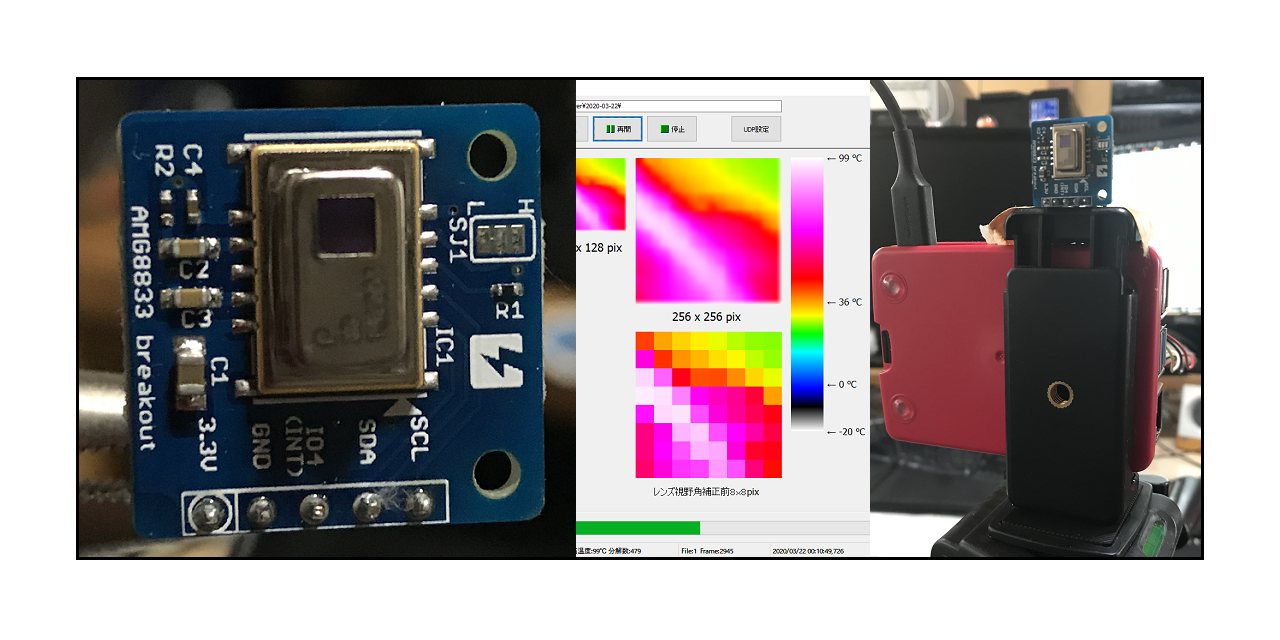 C4
R2
C2
C3
C1
AMG8833 breakout
L
H
SJ1
R1
IC1
3.3V
GND
IO4
(INT)
SDA
SCL
er¥2020-03-22¥
再開
停止
UDP設定
x 128 pix
256 x 256 pix
← 99 ℃
← 36 ℃
← 0 ℃
← -20 ℃
レンズ視野角補正前8×8pix
温度:99℃ 分解数:479
File:1 Frame:2945
2020/03/22 00:10:49,726